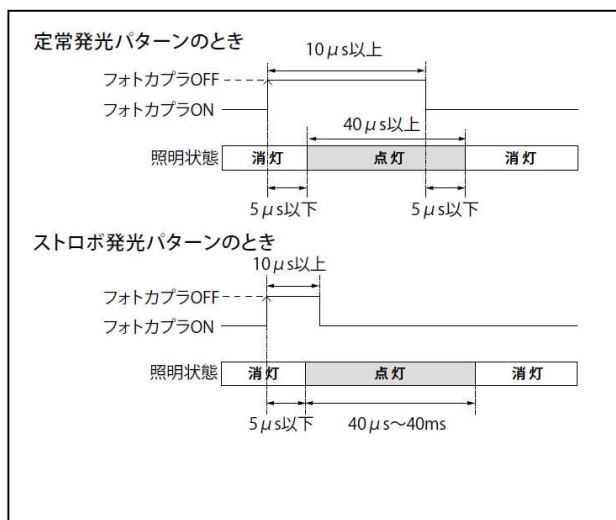 定常発光パターンのとき
10μs以上
フォトカプラOFF
フォトカプラON
40μs以上
照明状態 消灯 点灯 消灯
5μs以下 5μs以下
ストロボ発光パターンのとき
10μs以上
フォトカプラOFF
フォトカプラON
照明状態 消灯 点灯 消灯
5μs以下 40μs～40ms